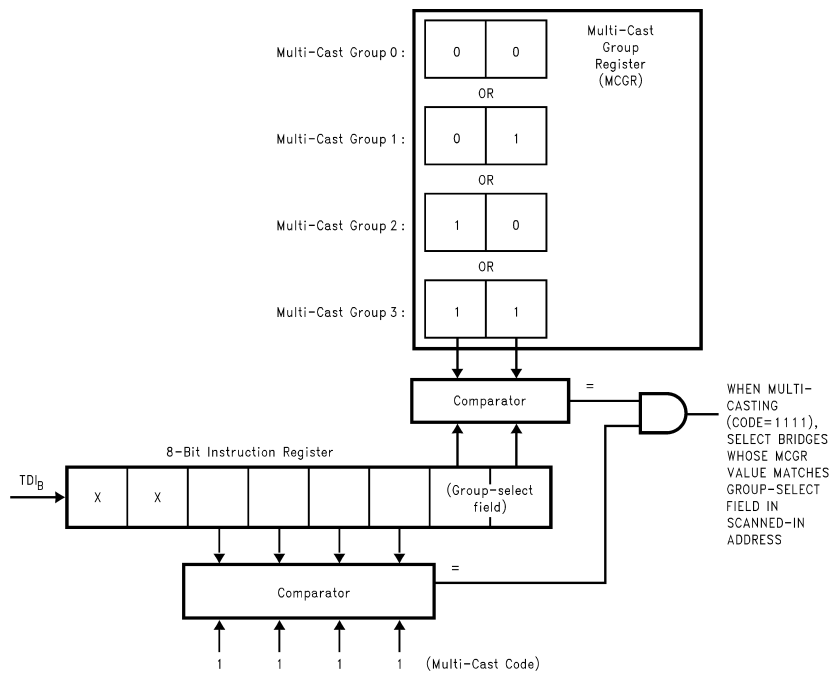 Multi-Cast Group 0 :
0 0
Multi-Cast
Group
Register
(MCGR)
OR
Multi-Cast Group 1 :
0 1
OR
Multi-Cast Group 2 :
1 0
OR
Multi-Cast Group 3 :
1 1
Comparator
=
WHEN MULTI-
CASTING
(CODE=1111),
SELECT BRIDGES
WHOSE MCGR
VALUE MATCHES
GROUP-SELECT
FIELD IN
SCANNED-IN
ADDRESS
8-Bit Instruction Register
TDIB
X X
(Group-select
field)
Comparator
=
1 1 1 1 (Multi-Cast Code)